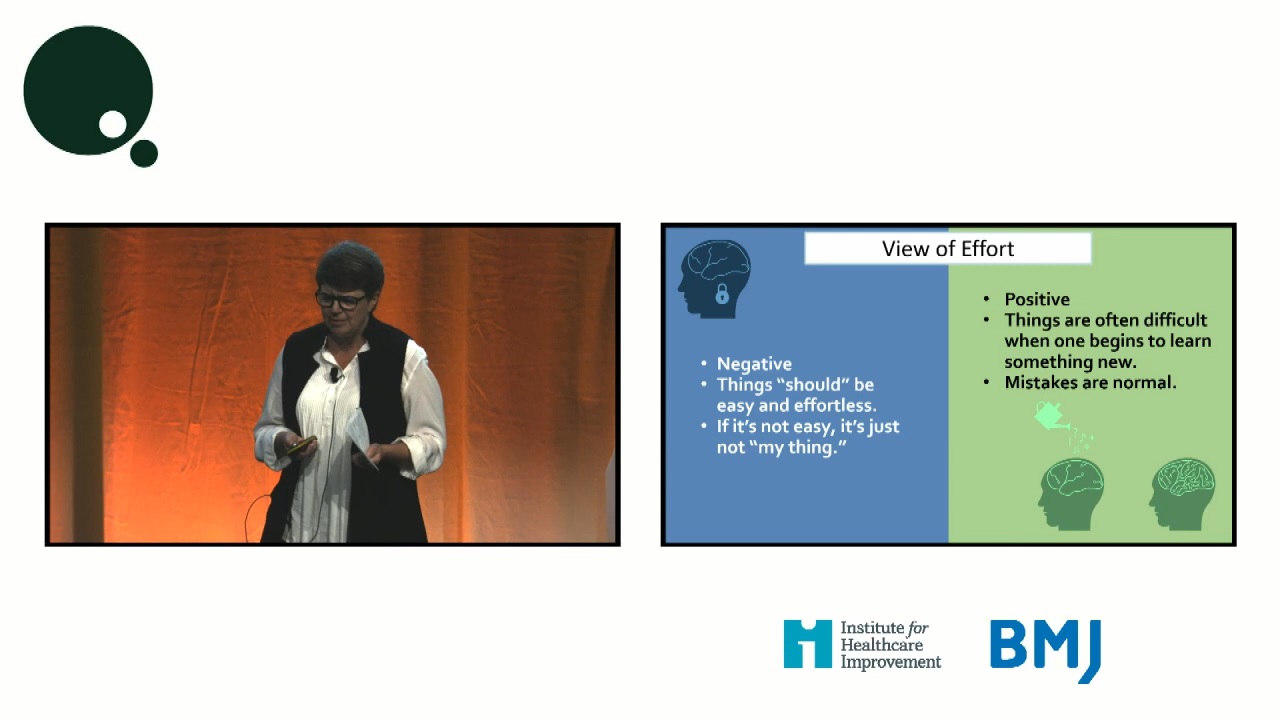 View of Effort
• Negative
• Things “should” be
easy and effortless.
• If it’s not easy, it’s just
not “my thing.”
• Positive
• Things are often difficult
when one begins to learn
something new.
• Mistakes are normal.
Institute for
Healthcare
Improvement
BMJ